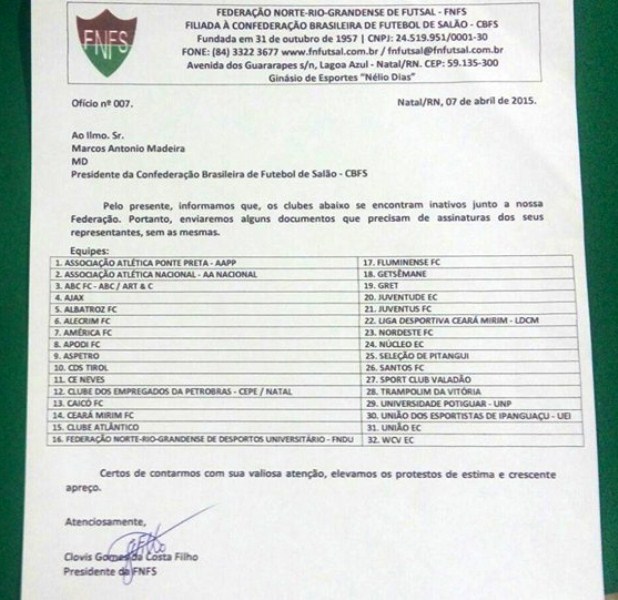 FNFS
FEDERAÇÃO NORTE-RIO-GRANDENSE DE FUTSAL - FNFS
FILIADA À CONFEDERAÇÃO BRASILEIRA DE FUTEBOL DE SALÃO - CBFS
Fundada em 31 de outubro de 1957 | CNPJ: 24.519.951/0001-30
FONE: (84) 3322 3677 www.fnfutsal.com.br / fnfutsal@fnfutsal.com.br
Avenida dos Guararapes s/n, Lagoa Azul - Natal/RN. CEP: 59.135-300
Ginásio de Esportes "Nélio Dias"
Ofício nº 007.
Natal/RN, 07 de abril de 2015.
Ao Ilmo. Sr.
Marcos Antonio Madeira
MD
Presidente da Confederação Brasileira de Futebol de Salão - CBFS
Pelo presente, informamos que, os clubes abaixo se encontram inativos junto a nossa
Federação. Portanto, enviaremos alguns documentos que precisam de assinaturas dos seus
representantes, sem as mesmas.
Equipes:
1. ASSOCIAÇÃO ATLÉTICA PONTE PRETA - AAPP
2. ASSOCIAÇÃO ATLÉTICA NACIONAL - AA NACIONAL
3. ABC FC - ABC / ART & C
4. AJAX
5. ALBATROZ FC
6. ALECRIM FC
7. AMÉRICA FC
8. APODI FC
9. ASPETRO
10. CDS TIROL
11. CE NEVES
12. CLUBE DOS EMPREGADOS DA PETROBRAS - CEPE / NATAL
13. CAICÓ FC
14. CEARÁ MIRIM FC
15. CLUBE ATLÂNTICO
16. FEDERAÇÃO NORTE-RIO-GRANDENSE DE DESPORTOS UNIVERSITÁRIO - FNDU
17. FLUMINENSE FC
18. GETSÊMANE
19. GRET
20. JUVENTUDE EC
21. JUVENTUS FC
22. LIGA DESPORTIVA CEARÁ MIRIM - LDCM
23. NORDESTE FC
24. NÚCLEO EC
25. SELEÇÃO DE PITANGUI
26. SANTOS FC
27. SPORT CLUB VALADÃO
28. TRAMPOLIM DA VITÓRIA
29. UNIVERSIDADE POTIGUAR - UNP
30. UNIÃO DOS ESPORTISTAS DE IPANGUAÇU - UEI
31. UNIÃO EC
32. WCV EC
Certos de contarmos com sua valiosa atenção, elevamos os protestos de estima e crescente
apreço.
Atenciosamente,
Clovis Gomes da Costa Filho
Presidente da FNFS